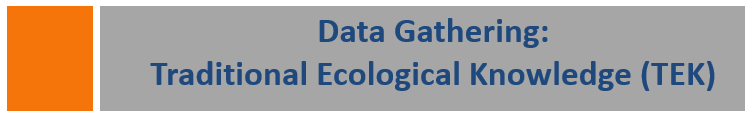 Data Gathering:
Traditional Ecological Knowledge (TEK)